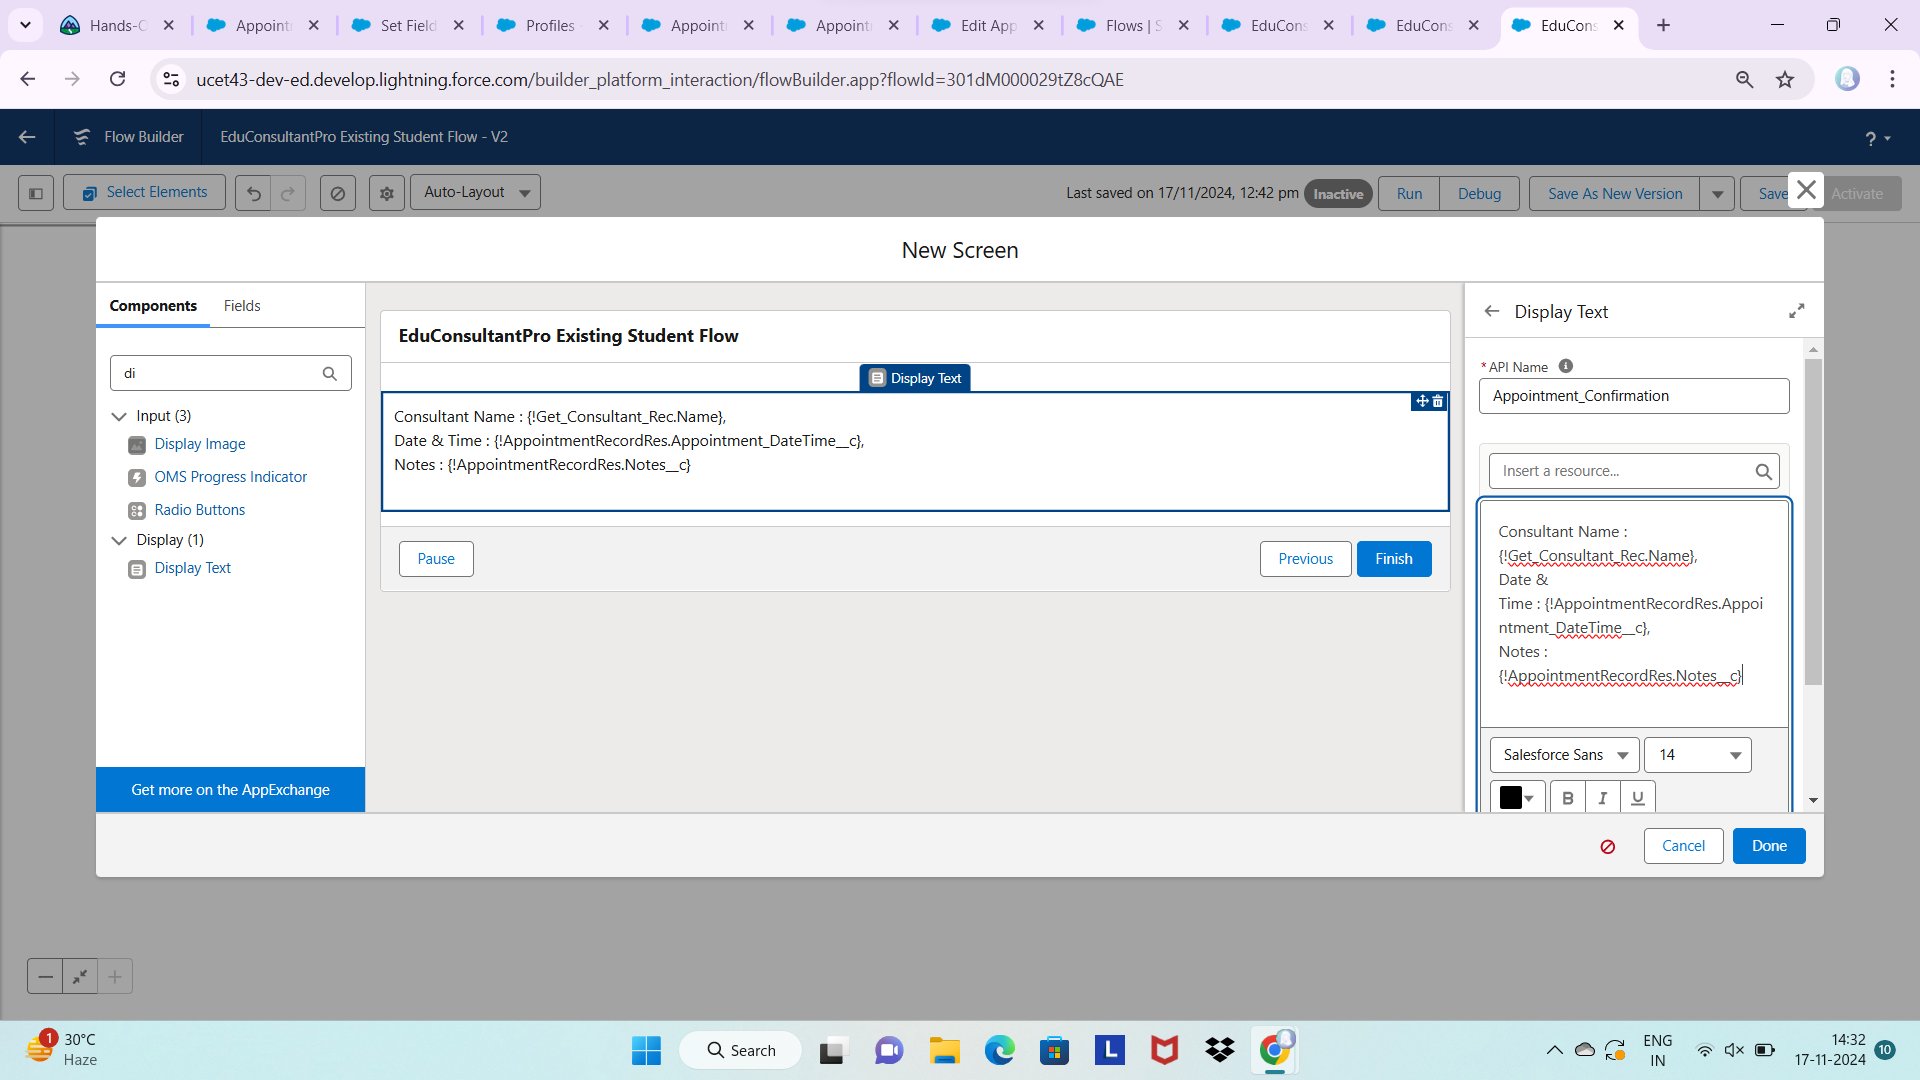 Hands-O
Appoint
Set Field
Profiles
Appoint
Appoint
Edit App
Flows | S
EduCons
EduCons
EduCons
ucet43-dev-ed.develop.lightning.force.com/builder_platform_interaction/flowBuilder.app?flowId=301dM000029tZ8cQAE
Flow Builder
EduConsultantPro Existing Student Flow - V2
?
Select Elements
Auto-Layout
Last saved on 17/11/2024, 12:42 pm
Inactive
Run
Debug
Save As New Version
Save
Activate
New Screen
Components
Fields
di
Input (3)
Display Image
OMS Progress Indicator
Radio Buttons
Display (1)
Display Text
Get more on the AppExchange
EduConsultantPro Existing Student Flow
Display Text
Consultant Name : {!Get_Consultant_Rec.Name},
Date & Time : {!AppointmentRecordRes.Appointment_DateTime__c},
Notes : {!AppointmentRecordRes.Notes__c}
Pause
Previous
Finish
Display Text
* API Name
Appointment_Confirmation
Insert a resource...
Consultant Name :
{!Get_Consultant_Rec.Name},
Date &
Time : {!AppointmentRecordRes.Appoi
ntment_DateTime__c},
Notes :
{!AppointmentRecordRes.Notes__c}
Salesforce Sans
14
B
I
U
Cancel
Done
1
30°C
Haze
Search
L
ENG
IN
14:32
17-11-2024
10